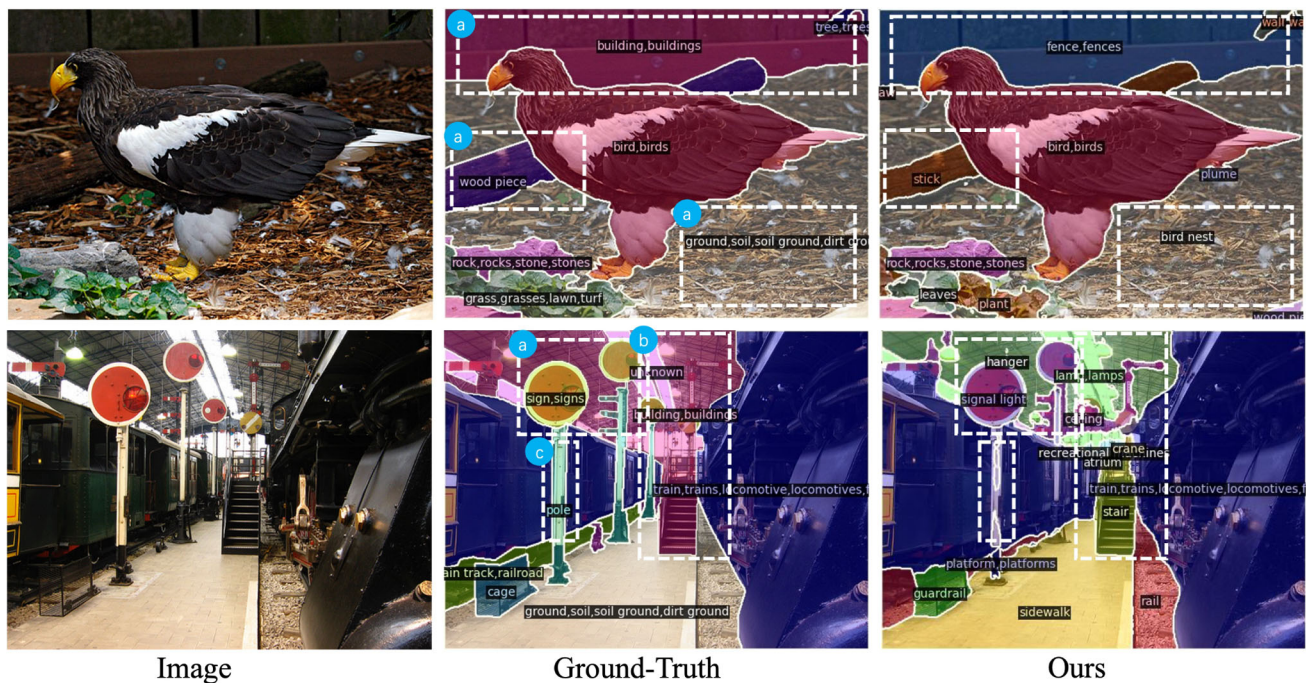 a
building,buildings
tree,trees
a
bird,birds
wood piece
a
ground,soil,soil ground,dirt grou
rock,rocks,stone,stones
grass,grasses,lawn,turf
fence,fences
bird,birds
stick
plume
bird nest
rock,rocks,stone,stones
leaves
plant
wood piece
a
b
unknown
sign,signs
building,buildings
c
train,trains,locomotive,locomotives,f
pole
ain track,railroad
cage
ground,soil,soil ground,dirt ground
hanger
lamp,lamps
signal light
ceiling
crane
recreational machines
atrium
train,trains,locomotive,locomotives,f
stair
platform,platforms
guardrail
sidewalk
rail
Image
Ground-Truth
Ours